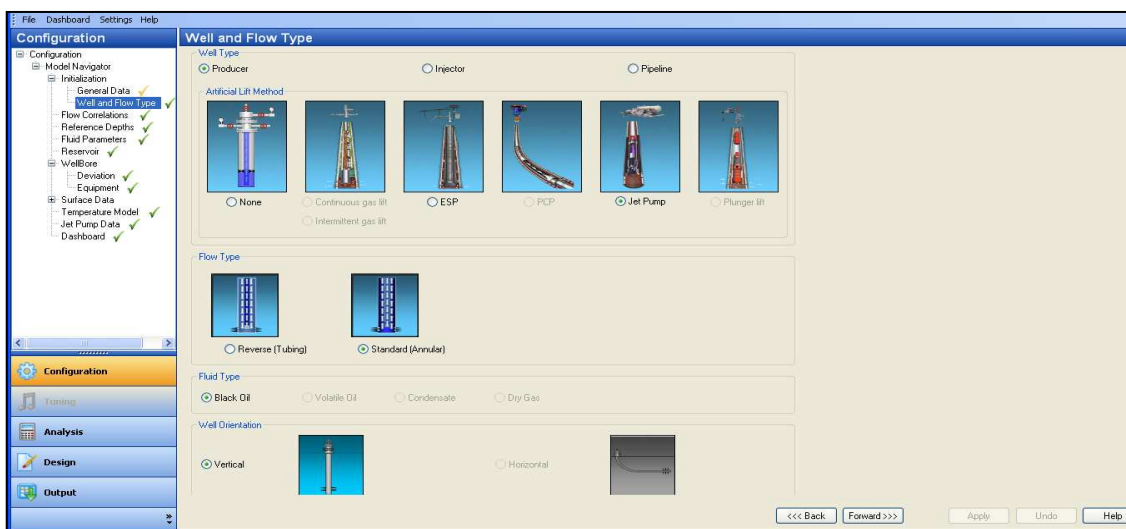 File Dashboard Settings Help
Configuration
Configuration
Model Navigator
Initialization
General Data
Well and Flow Type
Flow Correlations
Reference Depths
Fluid Parameters
Reservoir
WellBore
Deviation
Equipment
Surface Data
Temperature Model
Jet Pump Data
Dashboard
Configuration
Tuning
Analysis
Design
Output
Well and Flow Type
Well Type
Producer Injector Pipeline
Artificial Lift Method
None Continuous gas lift ESP PCP Jet Pump Plunger lift
Intermittent gas lift
Flow Type
Reverse (Tubing) Standard (Annular)
Fluid Type
Black Oil Volatile Oil Condensate Dry Gas
Well Orientation
Vertical Horizontal
<<< Back Forward >>> Apply Undo Help